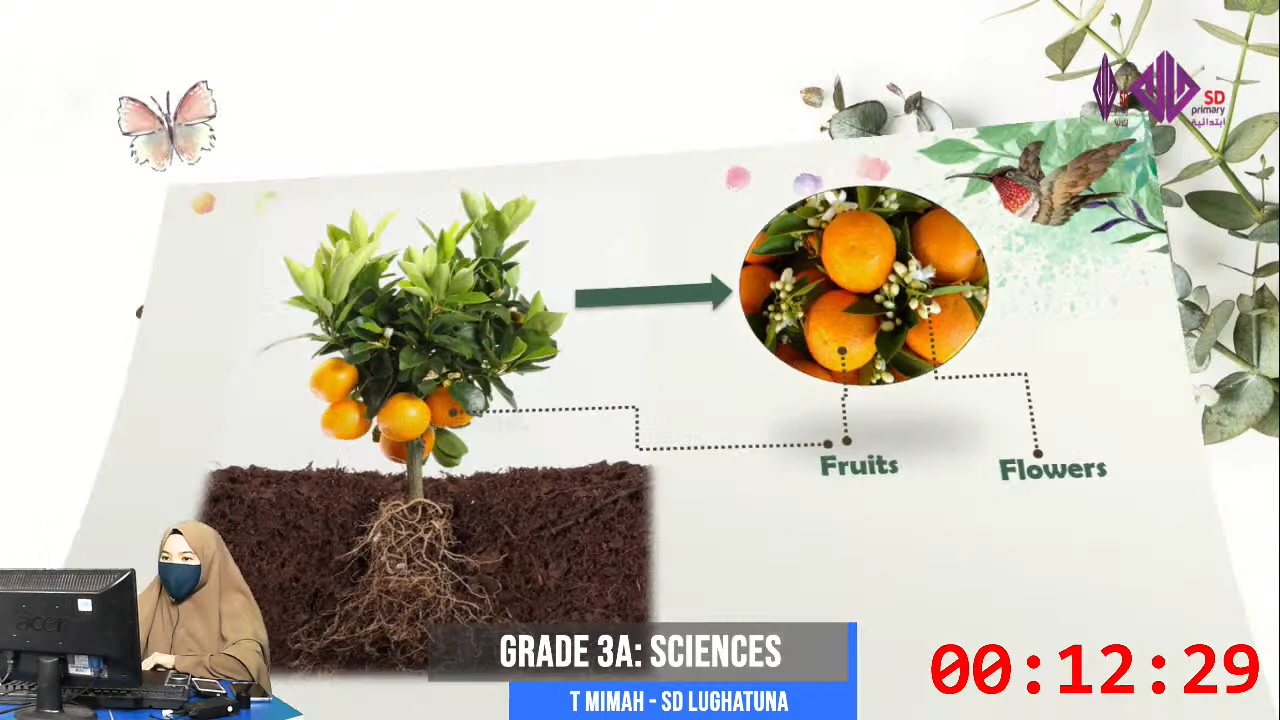 SD
primary
ابتدائية
Fruits
Flowers
acer
GRADE 3A: SCIENCES
T MIMAH - SD LUGHATUNA
00:12:29